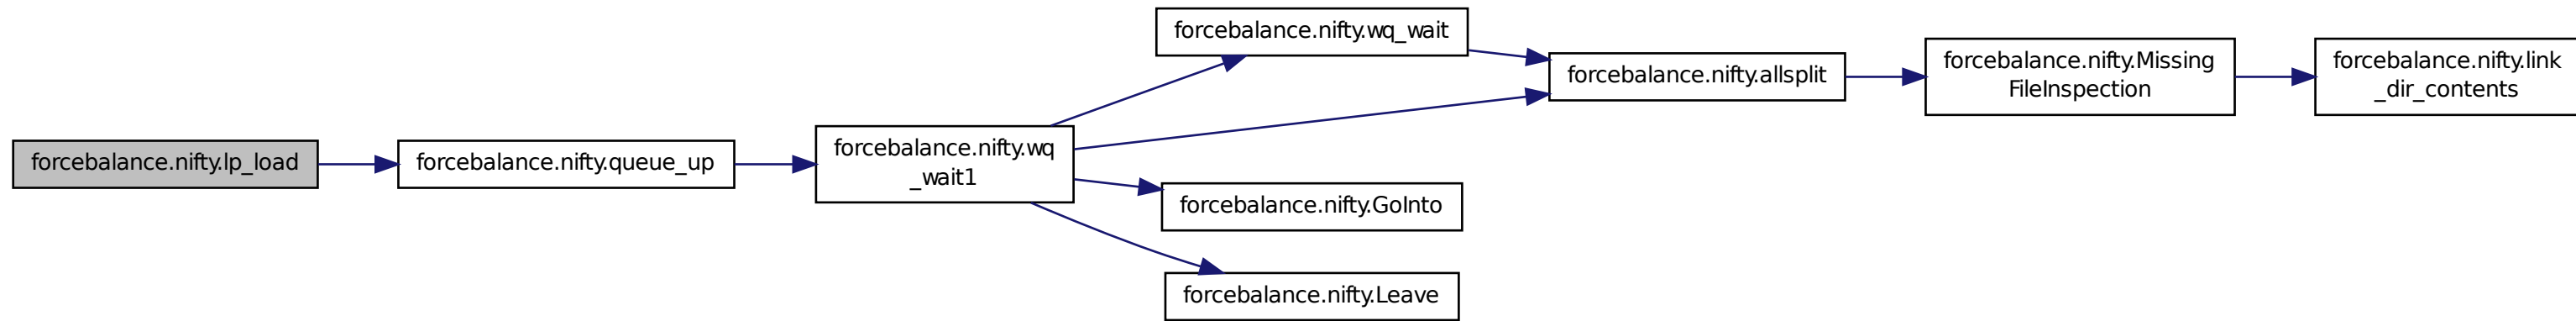 forcebalance.nifty.lp_load
forcebalance.nifty.queue_up
forcebalance.nifty.wq
_wait1
forcebalance.nifty.wq_wait
forcebalance.nifty.allsplit
forcebalance.nifty.GoInto
forcebalance.nifty.Leave
forcebalance.nifty.Missing
FileInspection
forcebalance.nifty.link
_dir_contents